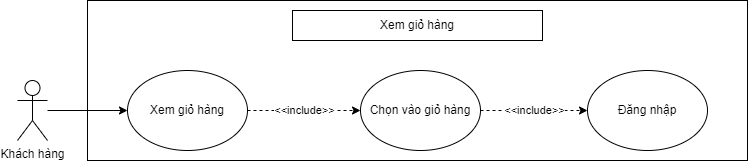 Xem giỏ hàng
Xem giỏ hàng
<<include>>
Chọn vào giỏ hàng
<<include>>
Đăng nhập
Khách hàng